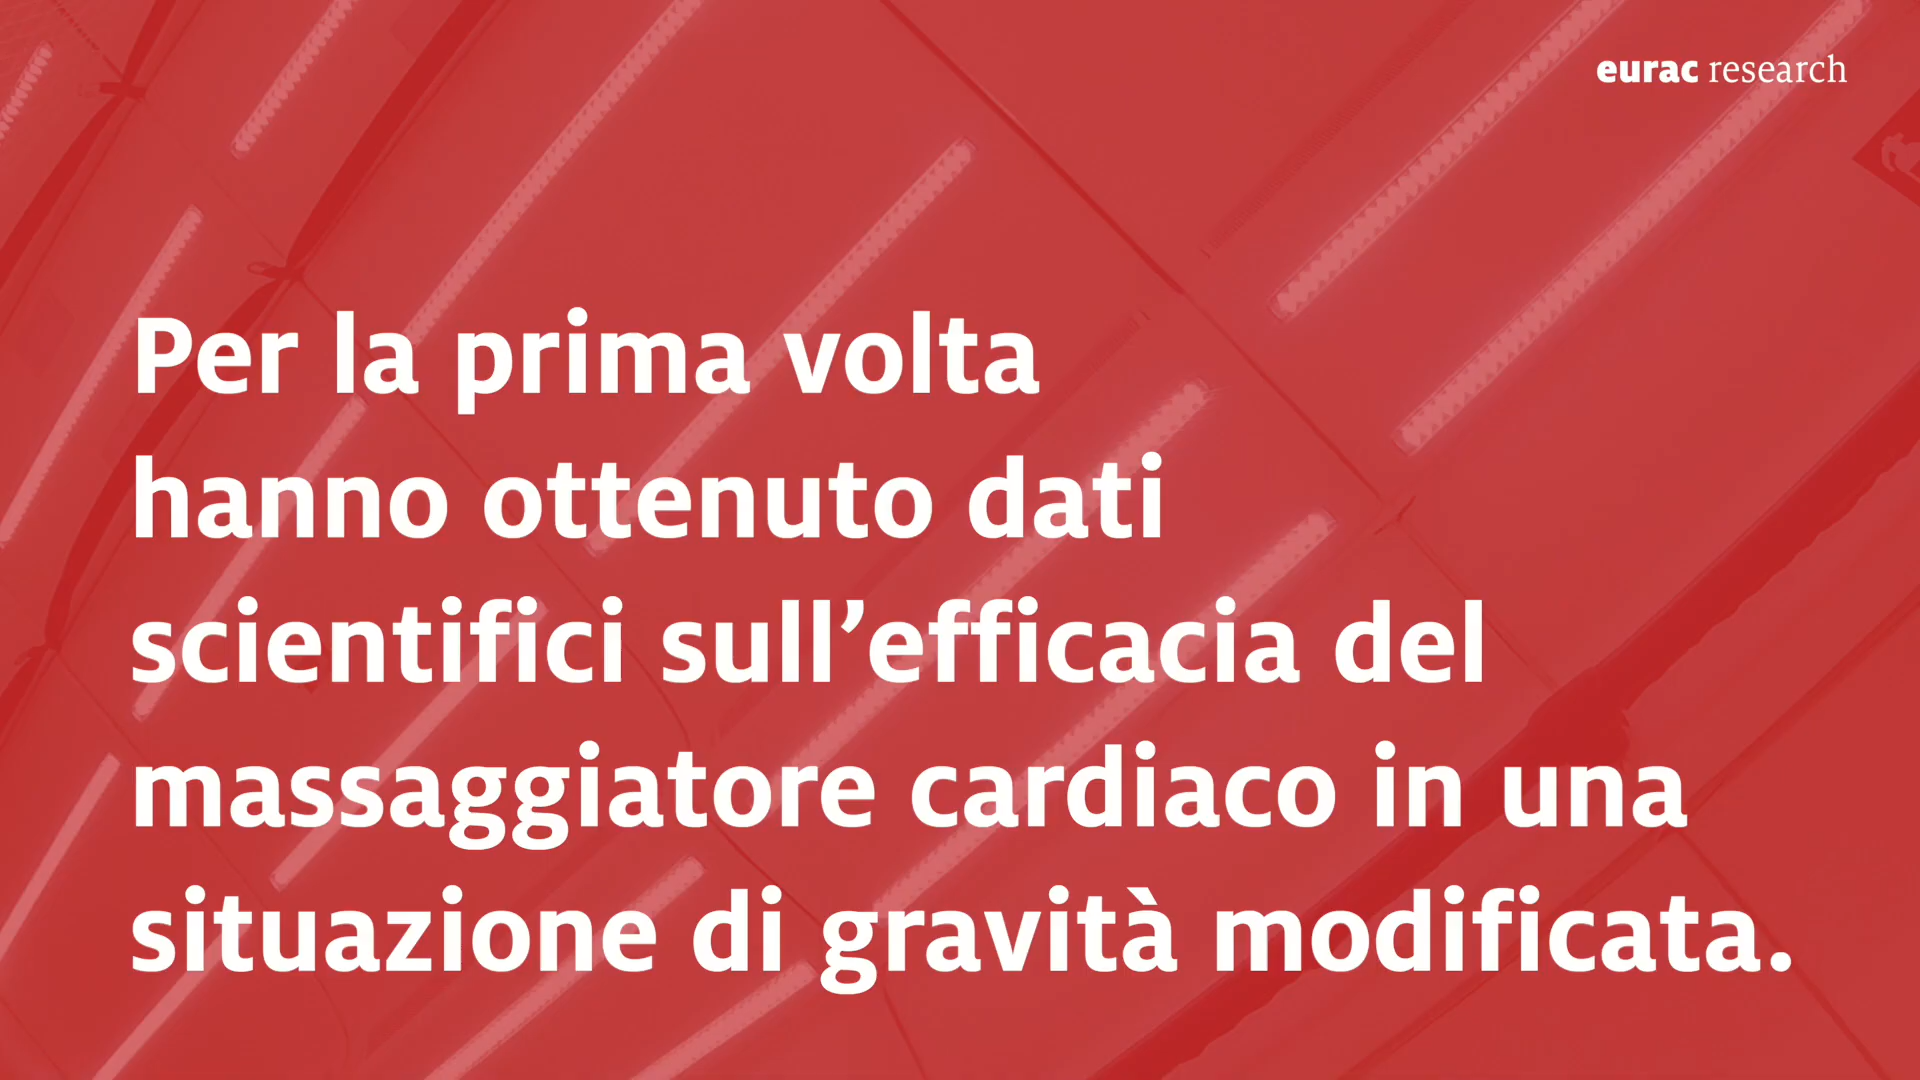 eurac research
Per la prima volta
hanno ottenuto dati
scientifici sull’efficacia del
massaggiatore cardiaco in una
situazione di gravità modificata.